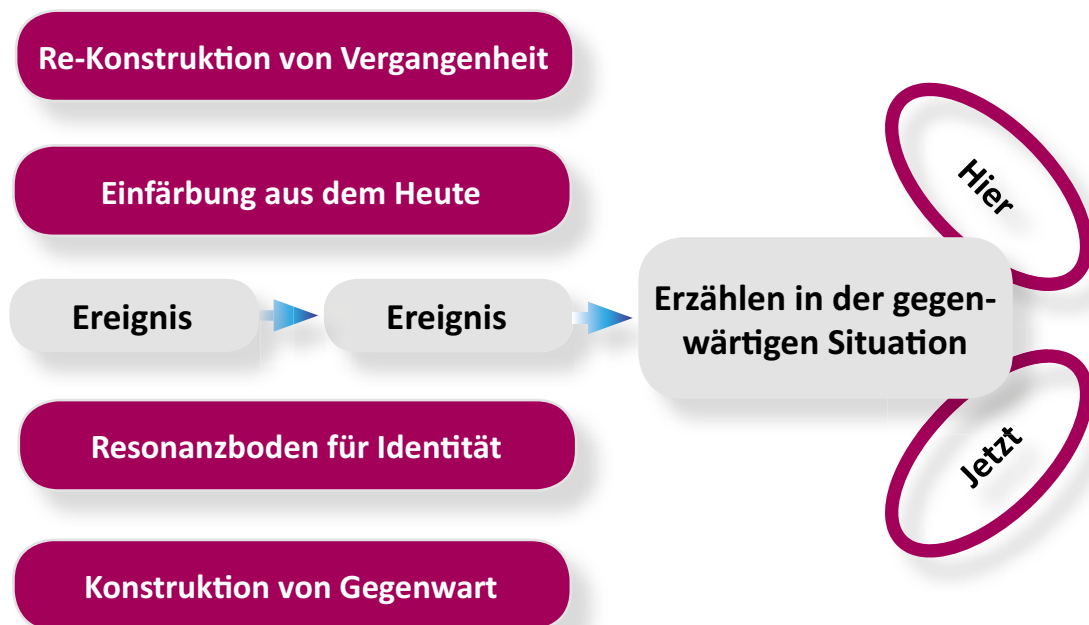 Re-Konstruktion von Vergangenheit
Einfärbung aus dem Heute
Ereignis
Ereignis
Erzählen in der gegen-
wärtigen Situation
Hier
Jetzt
Resonanzboden für Identität
Konstruktion von Gegenwart